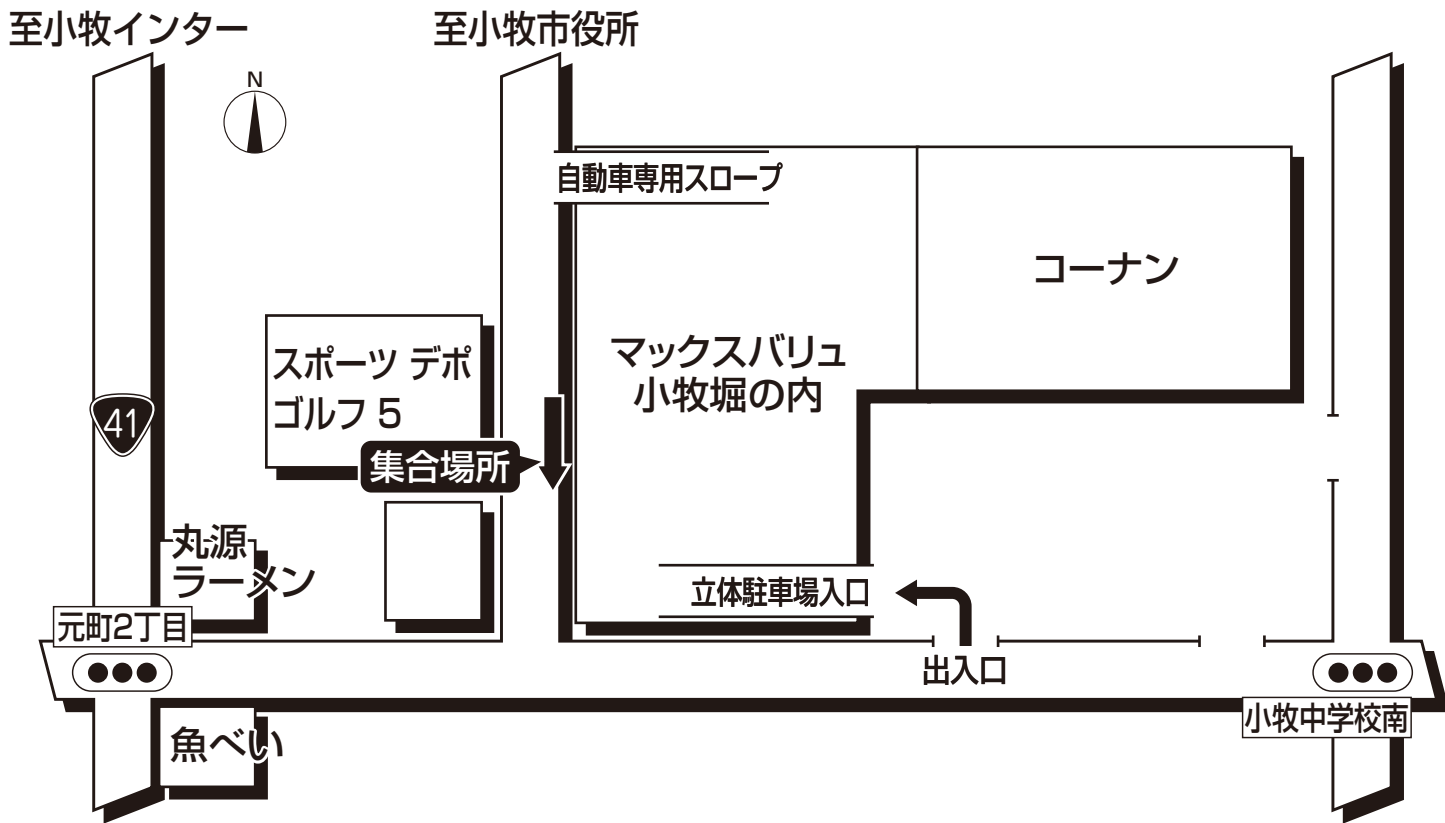 至小牧インター
至小牧市役所
N
自動車専用スロープ
コーナン
スポーツ デポ
ゴルフ 5
マックスバリュ
小牧堀の内
41
集合場所
丸源
ラーメン
立体駐車場入口
元町2丁目
出入口
小牧中学校南
魚べい